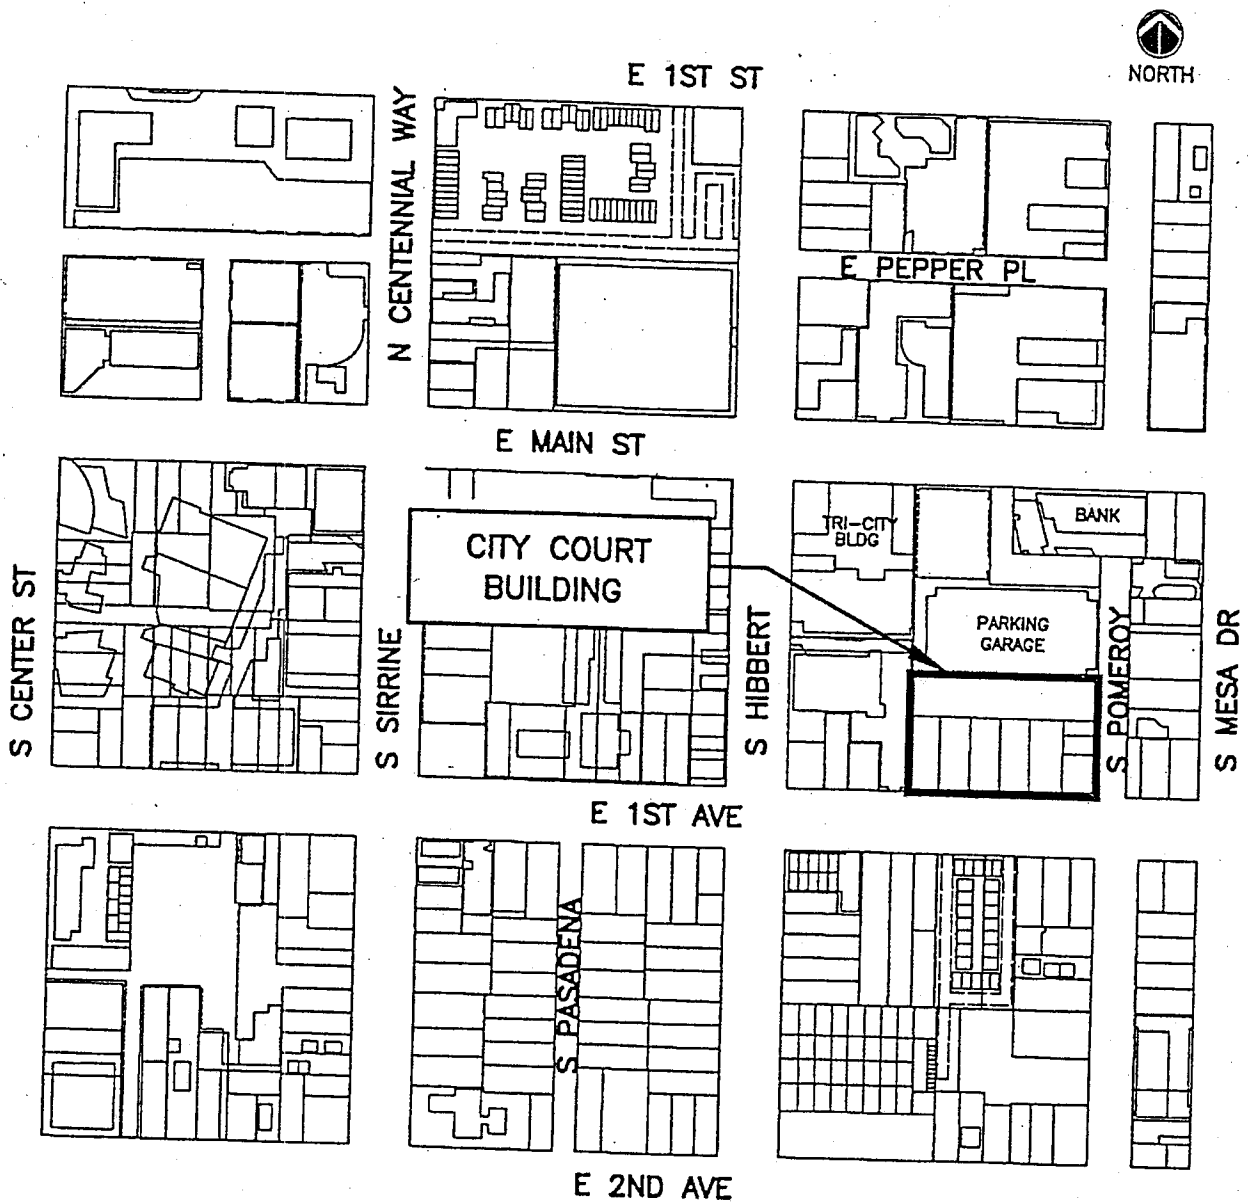 NORTH
E 1ST ST
N CENTENNIAL WAY
E PEPPER PL
E MAIN ST
CITY COURT
BUILDING
TRI-CITY
BLDG
BANK
PARKING
GARAGE
S CENTER ST
S SIRRINE
S HIBBERT
S POMEROY
S MESA DR
E 1ST AVE
S PASADENA
E 2ND AVE